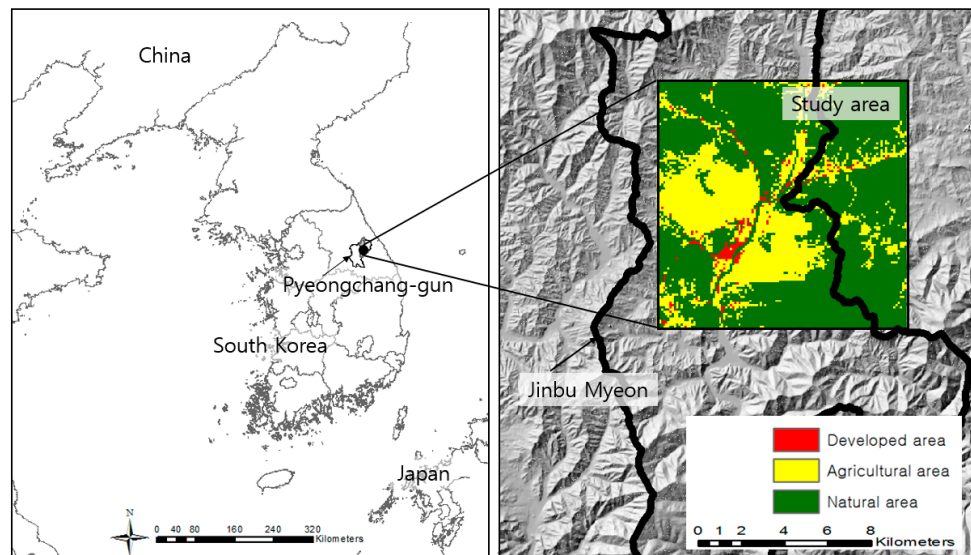 China
Pyeongchang-gun
South Korea
Japan
N
0 40 80 160 240 320
Kilometers
Study area
Jinbu Myeon
Developed area
Agricultural area
Natural area
0 1 2 4 6 8
Kilometers